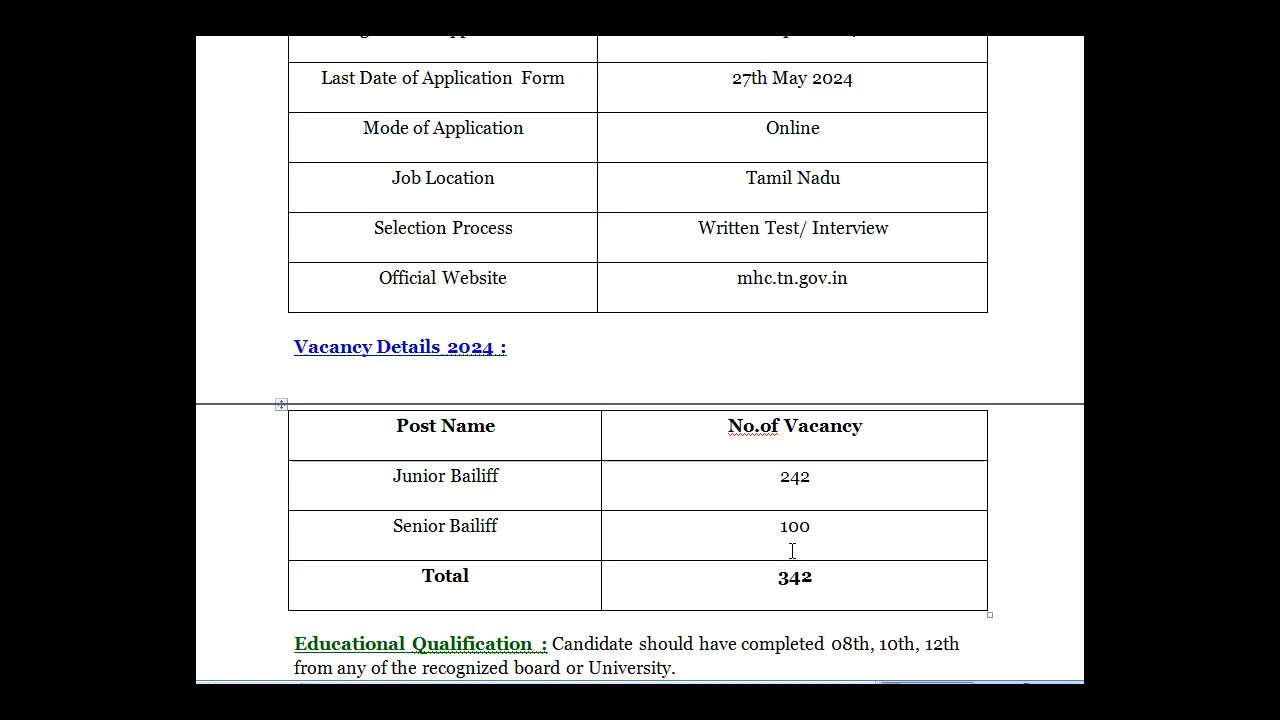 Last Date of Application Form 27th May 2024
Mode of Application Online
Job Location Tamil Nadu
Selection Process Written Test/ Interview
Official Website mhc.tn.gov.in
Vacancy Details 2024 :
Post Name No.of Vacancy
Junior Bailiff 242
Senior Bailiff 100
Total 342
Educational Qualification : Candidate should have completed 08th, 10th, 12th
from any of the recognized board or University.